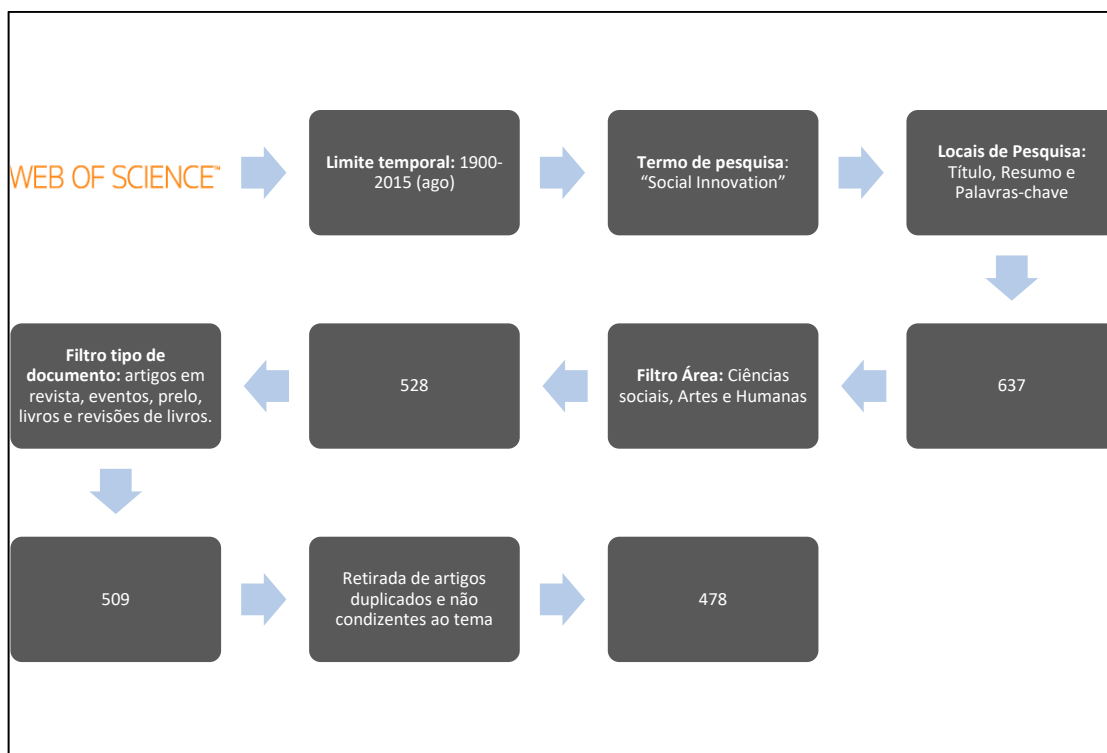 WEB OF SCIENCE™
Limite temporal: 1900-
2015 (ago)
Termo de pesquisa:
“Social Innovation”
Locais de Pesquisa:
Título, Resumo e
Palavras-chave
637
Filtro Área: Ciências
sociais, Artes e Humanas
528
Filtro tipo de
documento: artigos em
revista, eventos, prelo,
livros e revisões de livros.
509
Retirada de artigos
duplicados e não
condizentes ao tema
478